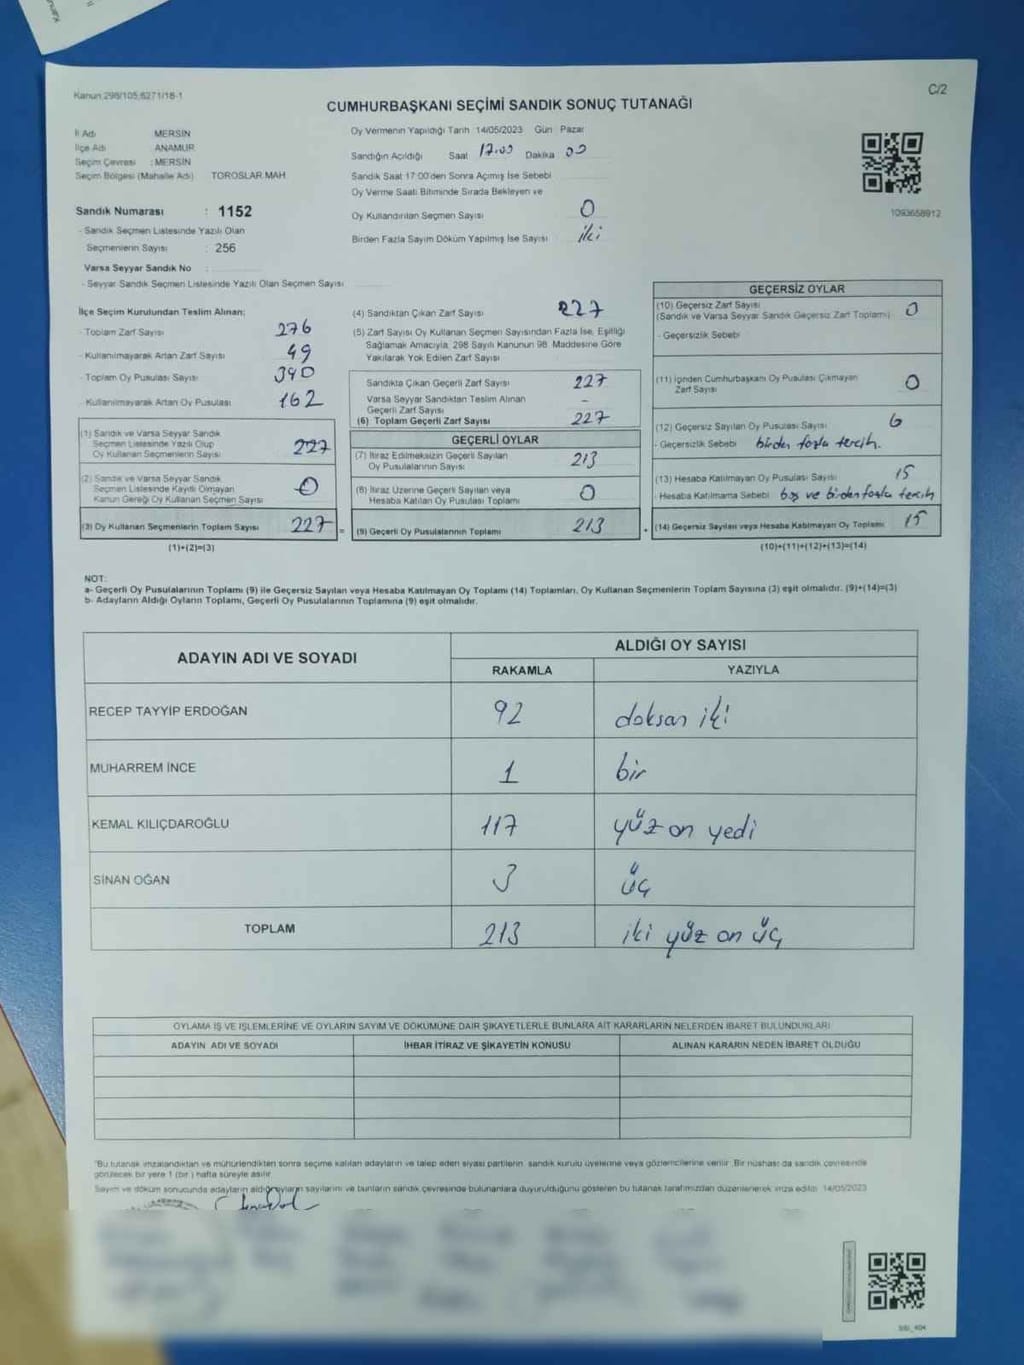 Kanun 298/105,6271/18-1
C/2
CUMHURBAŞKANI SEÇİMİ SANDIK SONUÇ TUTANAĞI
İl Adı MERSİN
İlçe Adı ANAMUR
Seçim Çevresi : MERSİN
Seçim Bölgesi (Mahalle Adı) TOROSLAR MAH
Sandık Numarası : 1152
- Sandık Seçmen Listesinde Yazılı Olan
Seçmenlerin Sayısı : 256
Varsa Seyyar Sandık No :
- Seyyar Sandık Seçmen Listesinde Yazılı Olan Seçmen Sayısı
Oy Vermenin Yapıldığı Tarih 14/05/2023 Gün Pazar
Sandığın Açıldığı Saat 17.00 Dakika 00
Sandık Saat 17:00'den Sonra Açımış İse Sebebi
Oy Verme Saati Bitiminde Sırada Bekleyen ve
Oy Kullandırılan Seçmen Sayısı 0
Birden Fazla Sayım Döküm Yapılmış İse Sayısı iki
1093658912
İlçe Seçim Kurulundan Teslim Alınan;
- Toplam Zarf Sayısı 276
- Kullanılmayarak Artan Zarf Sayısı 49
- Toplam Oy Pusulası Sayısı 390
- Kullanılmayarak Artan Oy Pusulası 162
(1) Sandık ve Varsa Seyyar Sandık
Seçmen Listesinde Yazılı Olup
Oy Kullanan Seçmenlerin Sayısı 227
(2) Sandık ve Varsa Seyyar Sandık
Seçmen Listesinde Kayıtlı Olmayan
Kanun Gereği Oy Kullanan Seçmen Sayısı 0
(3) Oy Kullanan Seçmenlerin Toplam Sayısı 227 =
(1)+(2)=(3)
(4) Sandıktan Çıkan Zarf Sayısı 227
(5) Zarf Sayısı Oy Kullanan Seçmen Sayısından Fazla İse, Eşitliği
Sağlamak Amacıyla, 298 Sayılı Kanunun 98. Maddesine Göre
Yakılarak Yok Edilen Zarf Sayısı
Sandıkta Çıkan Geçerli Zarf Sayısı 227
Varsa Seyyar Sandıktan Teslim Alınan
Geçerli Zarf Sayısı -
(6) Toplam Geçerli Zarf Sayısı 227
GEÇERLİ OYLAR
(7) İtiraz Edilmeksizin Geçerli Sayılan
Oy Pusulalarının Sayısı 213
(8) İtiraz Üzerine Geçerli Sayılan veya
Hesaba Katılan Oy Pusulası Toplamı 0
(9) Geçerli Oy Pusulalarının Toplamı 213 +
GEÇERSİZ OYLAR
(10) Geçersiz Zarf Sayısı
(Sandık ve Varsa Seyyar Sandık Geçersiz Zarf Toplamı) 0
- Geçersizlik Sebebi
(11) İçinden Cumhurbaşkanı Oy Pusulası Çıkmayan
Zarf Sayısı 0
(12) Geçersiz Sayılan Oy Pusulası Sayısı 6
- Geçersizlik Sebebi birden fazla tercih.
(13) Hesaba Katılmayan Oy Pusulası Sayısı 15
Hesaba Katılmama Sebebi boş ve birden fazla tercih
(14) Geçersiz Sayılan veya Hesaba Katılmayan Oy Toplamı 15
(10)+(11)+(12)+(13)=(14)
NOT:
a- Geçerli Oy Pusulalarının Toplamı (9) ile Geçersiz Sayılan veya Hesaba Katılmayan Oy Toplamı (14) Toplamları, Oy Kullanan Seçmenlerin Toplam Sayısına (3) eşit olmalıdır. (9)+(14)=(3)
b- Adayların Aldığı Oyların Toplamı, Geçerli Oy Pusulalarının Toplamına (9) eşit olmalıdır.
ADAYIN ADI VE SOYADI
ALDIĞI OY SAYISI
RAKAMLA YAZIYLA
RECEP TAYYİP ERDOĞAN 92 doksan iki
MUHARREM İNCE 1 bir
KEMAL KILIÇDAROĞLU 117 yüz on yedi
SİNAN OĞAN 3 üç
TOPLAM 213 iki yüz on üç
OYLAMA İŞ VE İŞLEMLERİNE VE OYLARIN SAYIM VE DÖKÜMÜNE DAİR ŞİKAYETLERLE BUNLARA AİT KARARLARIN NELERDEN İBARET BULUNDUKLARI
ADAYIN ADI VE SOYADI İHBAR İTİRAZ VE ŞİKAYETİN KONUSU ALINAN KARARIN NEDEN İBARET OLDUĞU
"Bu tutanak imzalandıktan ve mühürlendikten sonra seçime katılan adayların ve talep eden siyasi partilerin sandık kurulu üyelerine veya gözlemcilerine verilir. Bir nüshası da sandık çevresinde
görülecek bir yere 1 (bir) hafta süreyle asılır.
Sayım ve döküm sonucunda adayların aldığı oyların sayılarını ve bunların sandık çevresinde bulunanlara duyurulduğunu gösteren bu tutanak tarafımızdan düzenlenerek imza edildi 14/05/2023